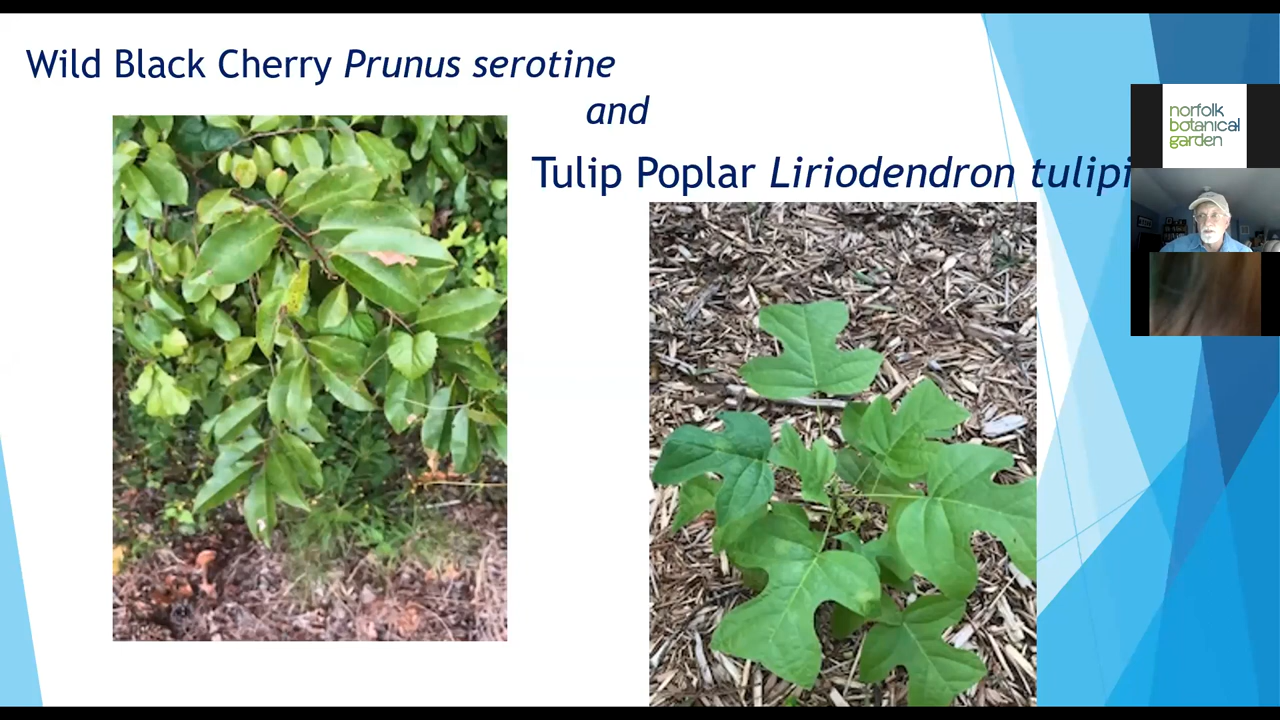 Wild Black Cherry Prunus serotine
and
Tulip Poplar Liriodendron tulipi
norfolk
botanical
garden